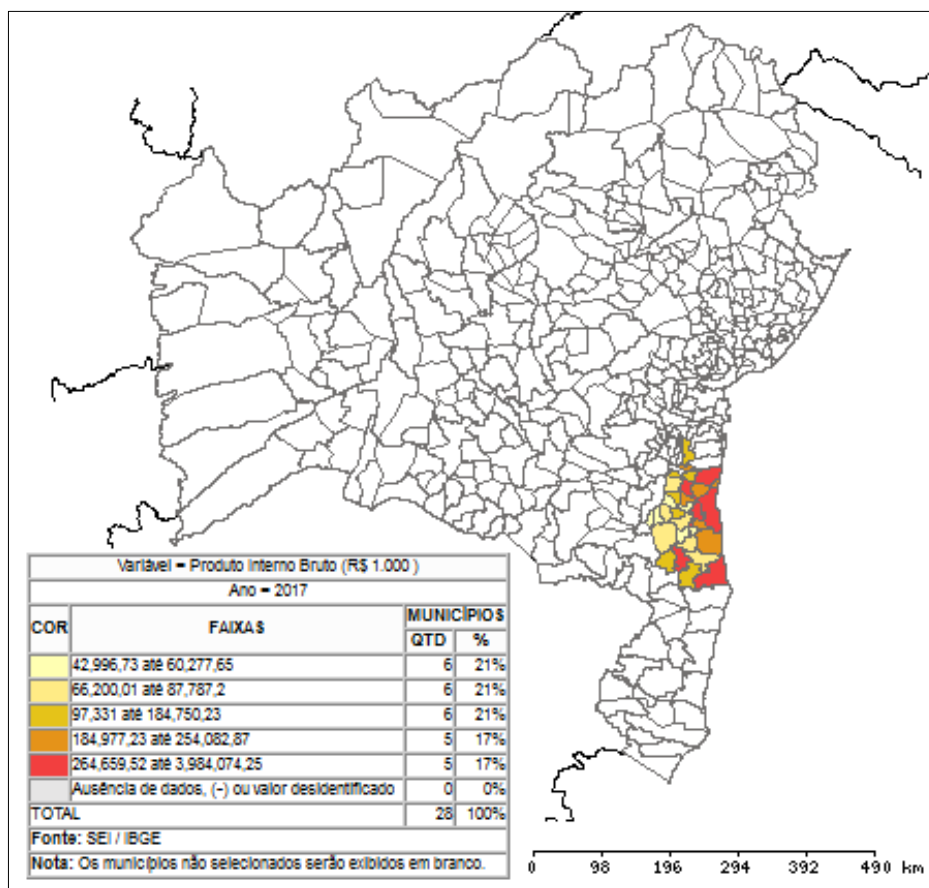 Variável = Produto Interno Bruto (R$ 1.000 )
Ano = 2017
COR FAIXAS MUNICÍPIOS
QTD %
42,996,73 até 60,277,65 6 21%
66,200,01 até 87,787,2 6 21%
97,331 até 184,750,23 6 21%
184,977,23 até 254,082,87 5 17%
264,659,52 até 3,984,074,25 5 17%
Ausência de dados, (-) ou valor desidentificado 0 0%
TOTAL 28 100%
Fonte: SEI / IBGE
Nota: Os municípios não selecionados serão exibidos em branco.
0 98 196 294 392 490 km